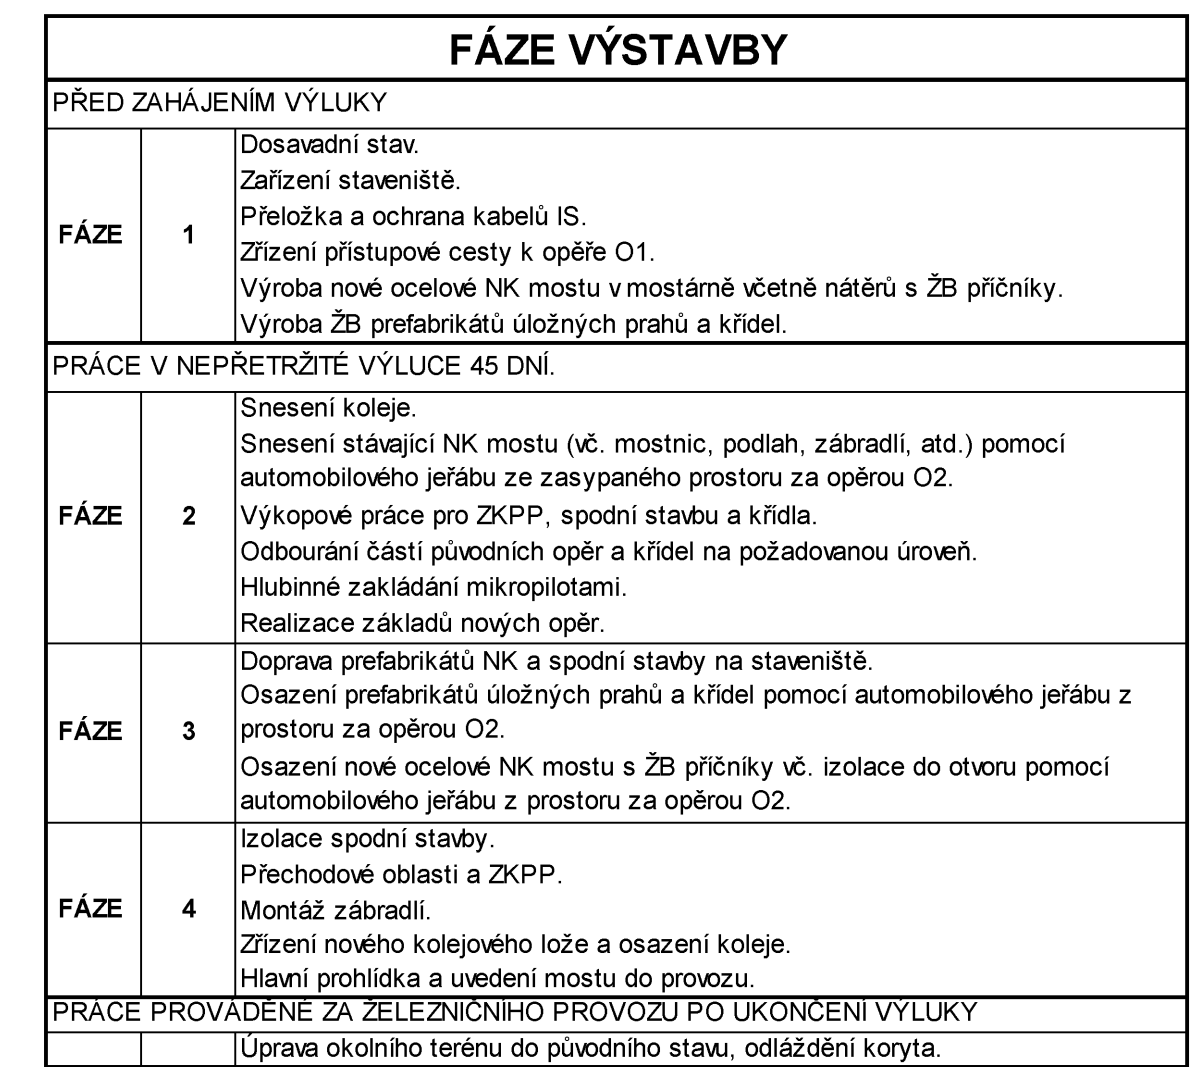 FÁZE VÝSTAVBY
PŘED ZAHÁJENÍM VÝLUKY
FÁZE 1
Dosavadní stav.
Zařízení staveniště.
Přeložka a ochrana kabelů IS.
Zřízení přístupové cesty k opěře O1.
Výroba nové ocelové NK mostu v mostárně včetně nátěrů s ŽB příčníky.
Výroba ŽB prefabrikátů úložných prahů a křídel.
PRÁCE V NEPŘETRŽITÉ VÝLUCE 45 DNÍ.
FÁZE 2
Snesení koleje.
Snesení stávající NK mostu (vč. mostnic, podlah, zábradlí, atd.) pomocí
automobilového jeřábu ze zasypaného prostoru za opěrou O2.
Výkopové práce pro ZKPP, spodní stavbu a křídla.
Odbourání částí původních opěr a křídel na požadovanou úroveň.
Hlubinné zakládání mikropilotami.
Realizace základů nových opěr.
FÁZE 3
Doprava prefabrikátů NK a spodní stavby na staveniště.
Osazení prefabrikátů úložných prahů a křídel pomocí automobilového jeřábu z
prostoru za opěrou O2.
Osazení nové ocelové NK mostu s ŽB příčníky vč. izolace do otvoru pomocí
automobilového jeřábu z prostoru za opěrou O2.
FÁZE 4
Izolace spodní stavby.
Přechodové oblasti a ZKPP.
Montáž zábradlí.
Zřízení nového kolejového lože a osazení koleje.
Hlavní prohlídka a uvedení mostu do provozu.
PRÁCE PROVÁDĚNÉ ZA ŽELEZNIČNÍHO PROVOZU PO UKONČENÍ VÝLUKY
Úprava okolního terénu do původního stavu, odláždění koryta.